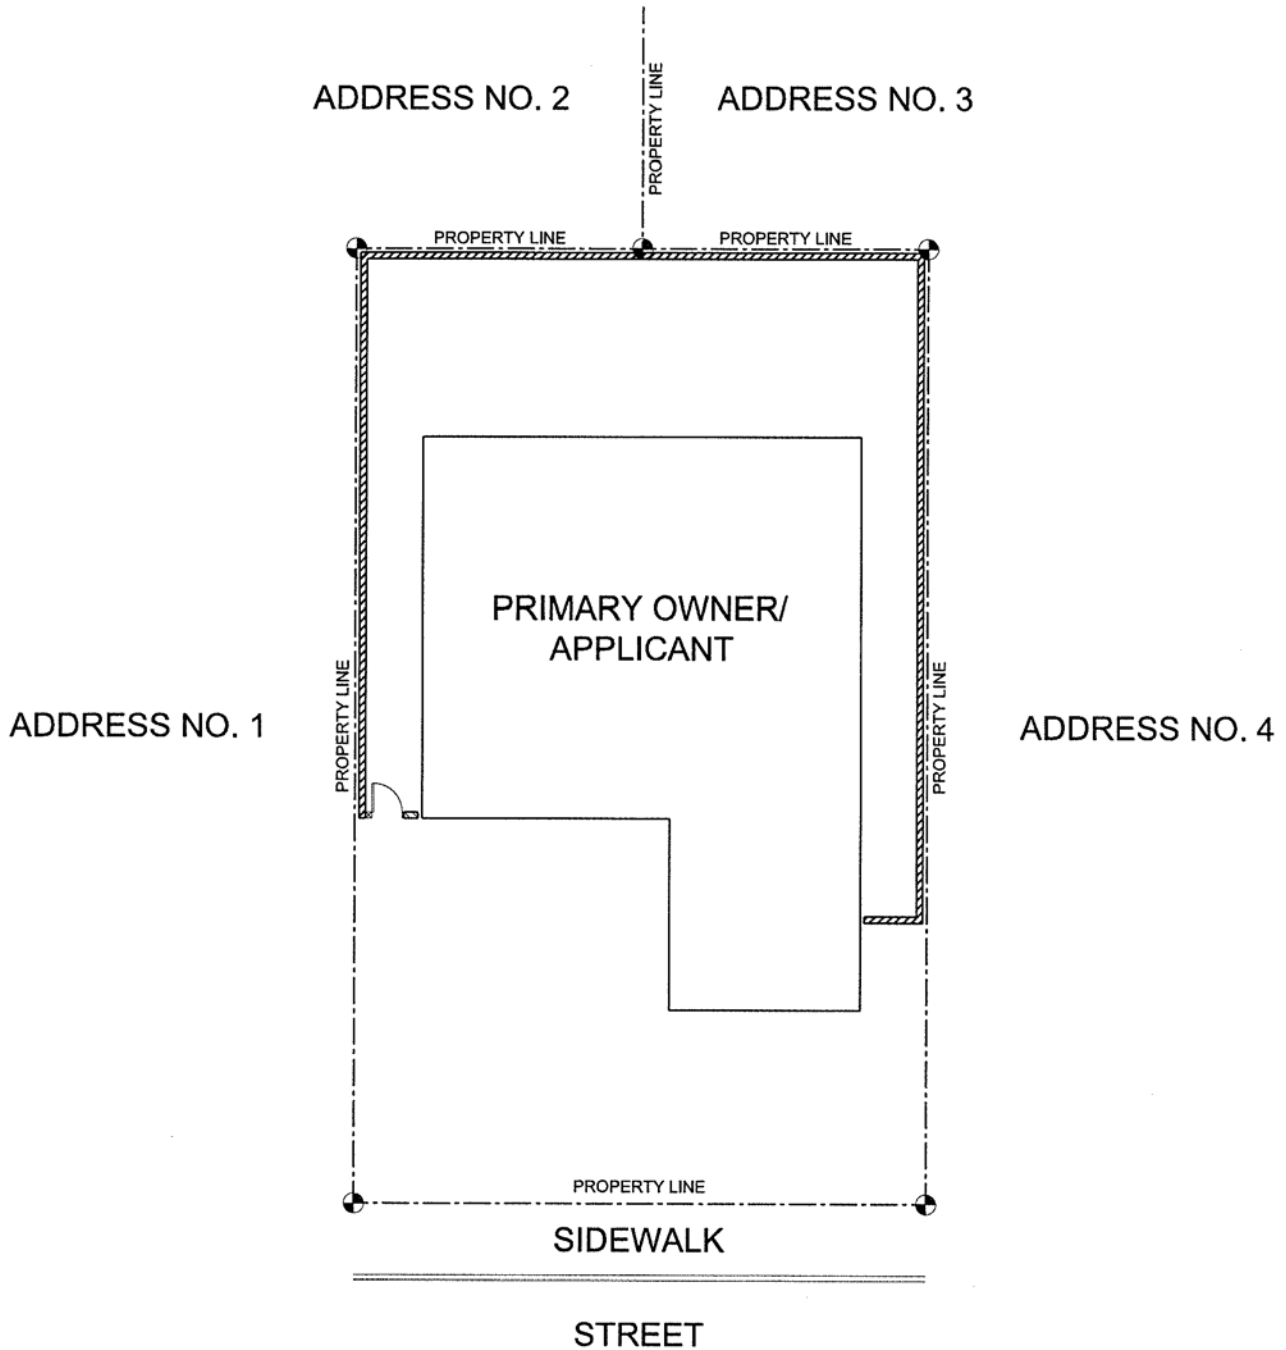 PROPERTY LINE
ADDRESS NO. 2
ADDRESS NO. 3
PROPERTY LINE
PROPERTY LINE
PRIMARY OWNER/
APPLICANT
PROPERTY LINE
PROPERTY LINE
ADDRESS NO. 1
ADDRESS NO. 4
PROPERTY LINE
SIDEWALK
STREET